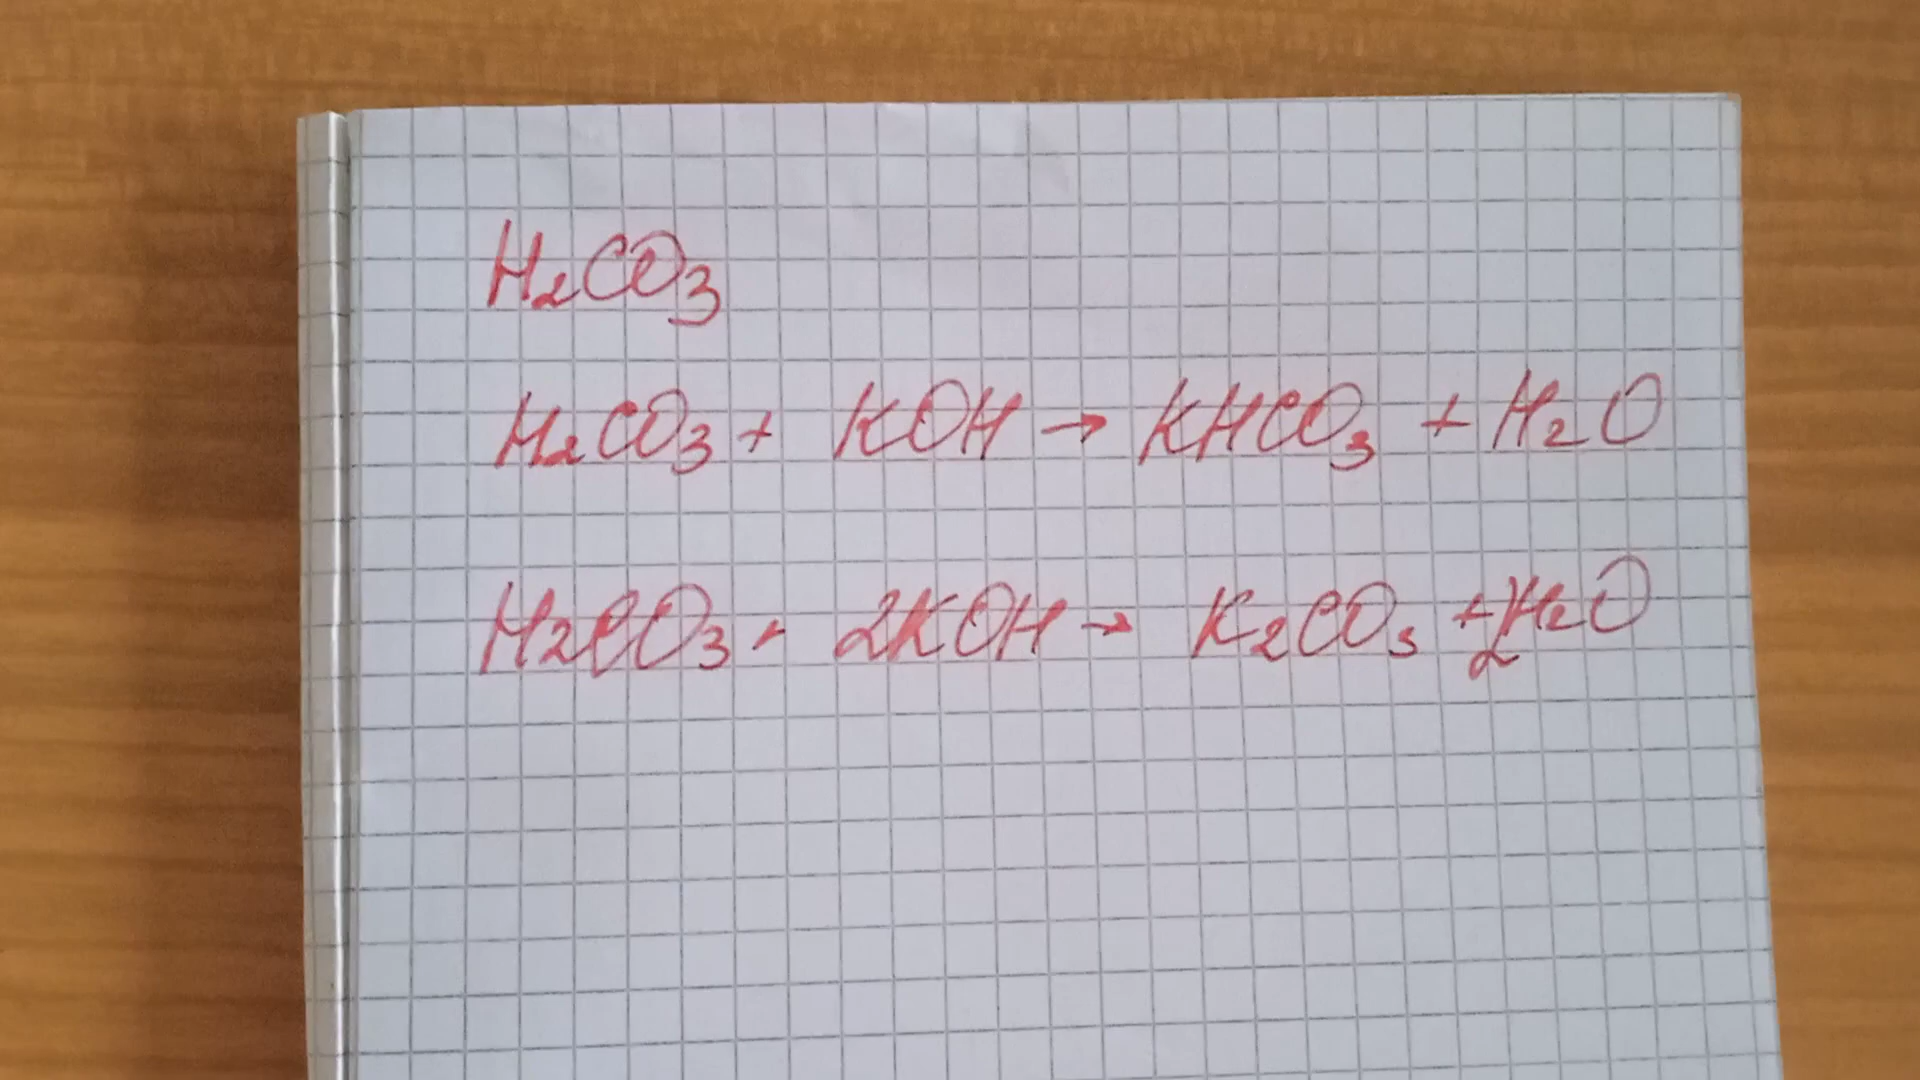 H₂CO₃
H₂CO₃ + KOH → KHCO₃ + H₂O
H₂CO₃ + 2KOH → K₂CO₃ + 2H₂O